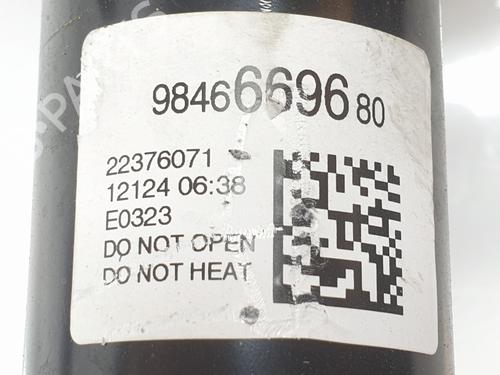 9846669680
22376071
12124 06:38
E0323
DO NOT OPEN
DO NOT HEAT